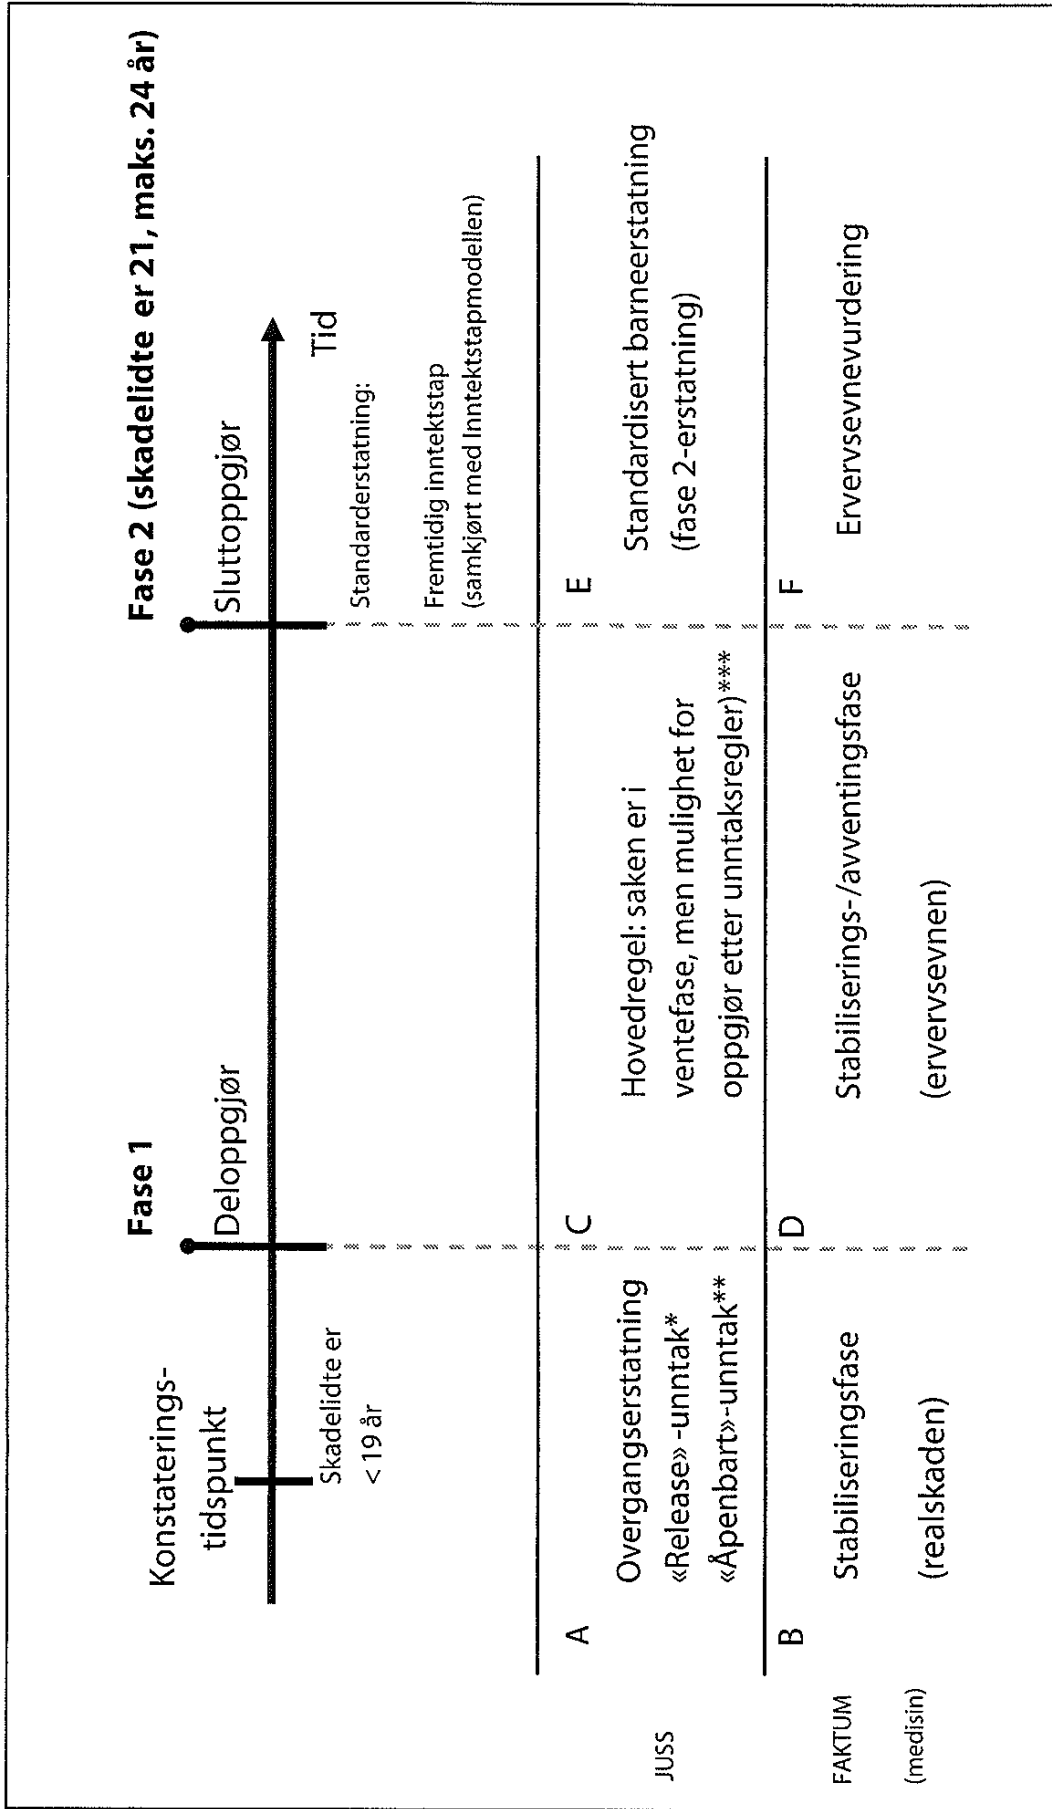 Fase 1
Fase 2 (skadelidte er 21, maks. 24 år)
Konstaterings-
tidspunkt
Deloppgjør
Sluttoppgjør
Tid
Skadelidte er
<19 år
Standarderstatning:
Fremtidig inntektstap
(samkjørt med Inntektstapmodellen)
JUSS
A
Overgangserstatning
«Release» -unntak*
«Åpenbart»-unntak**
C
Hovedregel: saken er i
ventefase, men mulighet for
oppgjør etter unntaksregler)***
E
Standardisert barneerstatning
(fase 2-erstatning)
FAKTUM
(medisin)
B
Stabiliseringsfase
(realskaden)
D
Stabiliserings-/avventingsfase
(ervervsevnen)
F
Ervervsevnevurdering